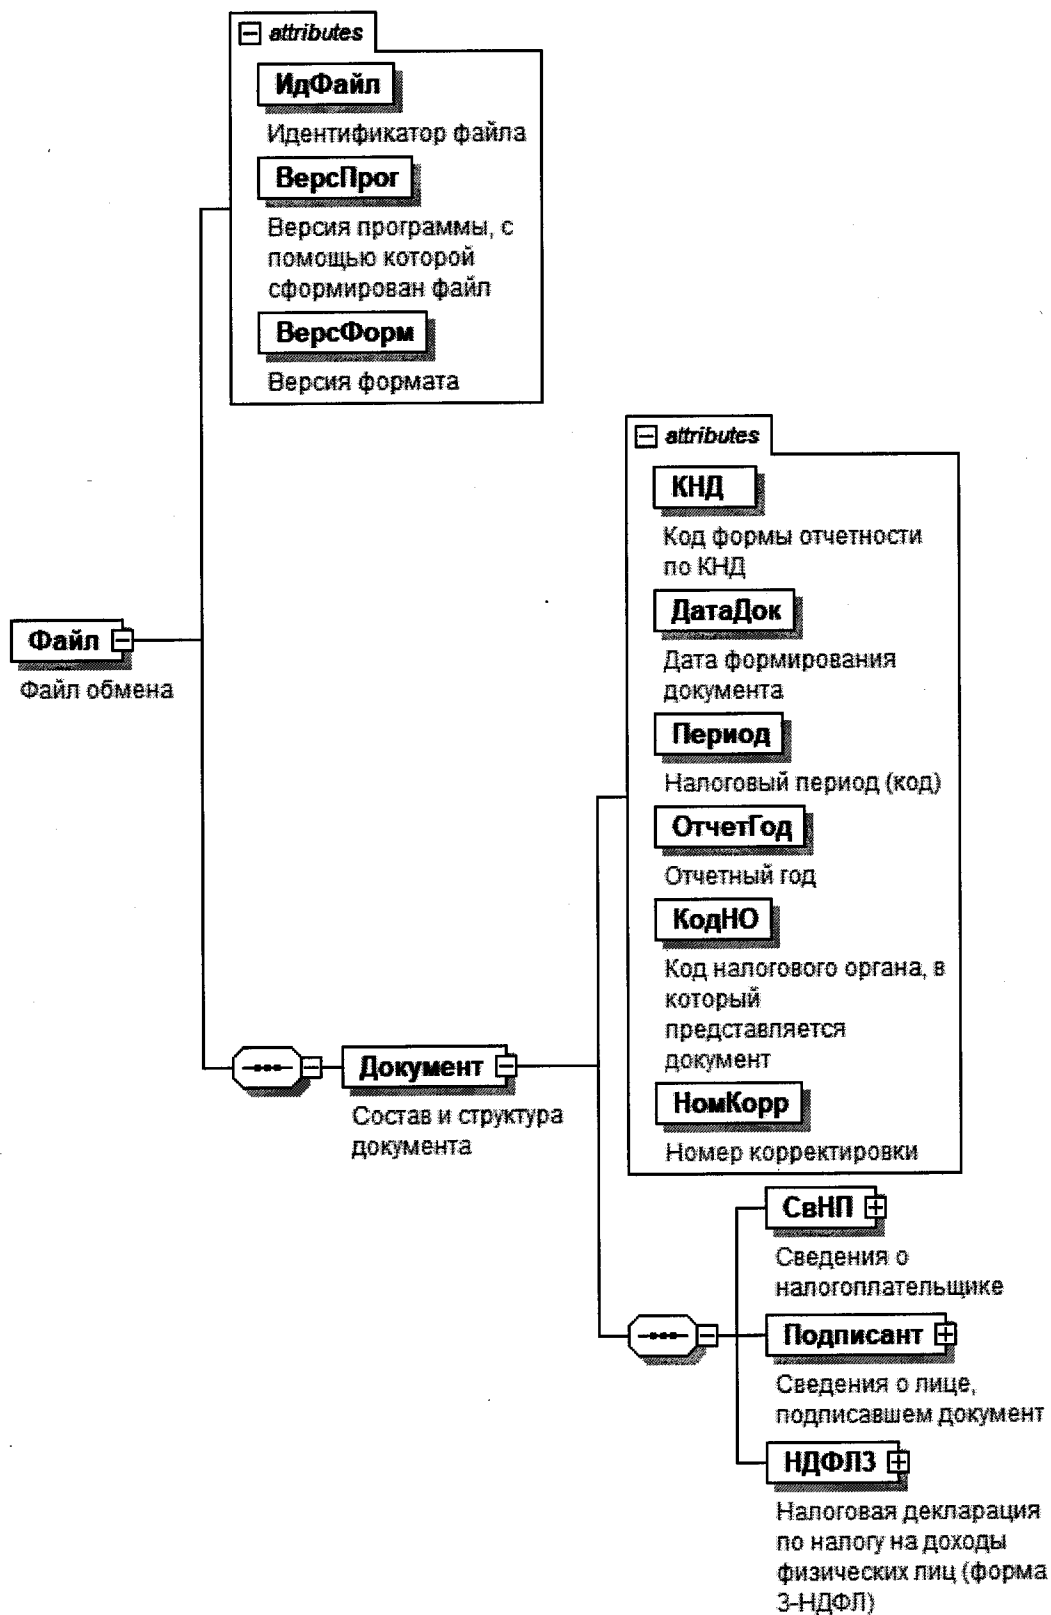 attributes
ИдФайл
Идентификатор файла
ВерсПрог
Версия программы, с
помощью которой
сформирован файл
ВерсФорм
Версия формата
Файл
Файл обмена
attributes
КНД
Код формы отчетности
по КНД
ДатаДок
Дата формирования
документа
Период
Налоговый период (код)
ОтчетГод
Отчетный год
КодНО
Код налогового органа, в
который
представляется
документ
НомКорр
Номер корректировки
Документ
Состав и структура
документа
СвНП
Сведения о
налогоплательщике
Подписант
Сведения о лице,
подписавшем документ
НДФЛ3
Налоговая декларация
по налогу на доходы
физических лиц (форма
3-НДФЛ)